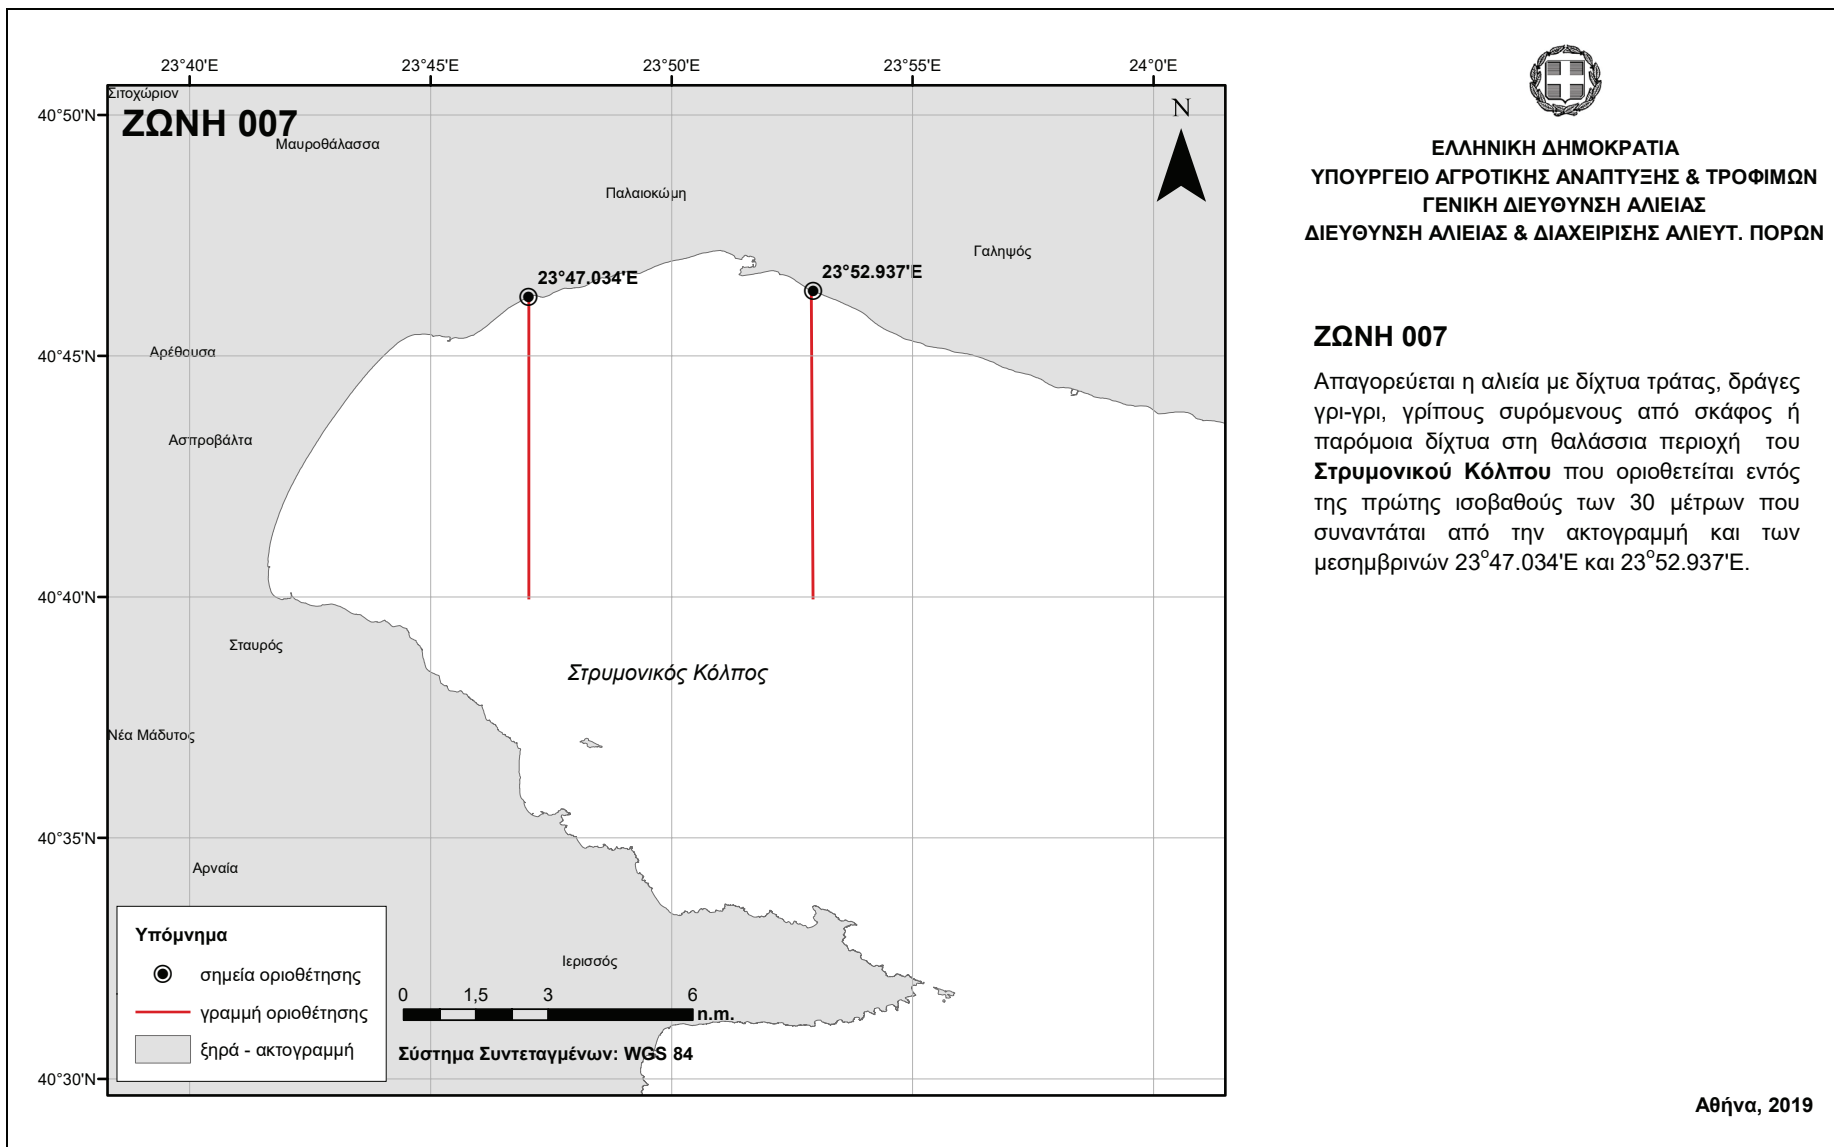 23°40'E 23°45'E 23°50'E 23°55'E 24°0'E
Σιτοχώριον
40°50'N
ΖΩΝΗ 007
N
Μαυροθάλασσα
Παλαιοκώμη
Γαληψός
23°47.034'E
23°52.937'E
40°45'N
Αρέθουσα
Ασπροβάλτα
40°40'N
Σταυρός
Στρυμονικός Κόλπος
Νέα Μάδυτος
40°35'N
Αρναία
Ιερισσός
Υπόμνημα
σημεία οριοθέτησης
γραμμή οριοθέτησης
ξηρά - ακτογραμμή
0 1,5 3 6
n.m.
Σύστημα Συντεταγμένων: WGS 84
40°30'N
ΕΛΛΗΝΙΚΗ ΔΗΜΟΚΡΑΤΙΑ
ΥΠΟΥΡΓΕΙΟ ΑΓΡΟΤΙΚΗΣ ΑΝΑΠΤΥΞΗΣ & ΤΡΟΦΙΜΩΝ
ΓΕΝΙΚΗ ΔΙΕΥΘΥΝΣΗ ΑΛΙΕΙΑΣ
ΔΙΕΥΘΥΝΣΗ ΑΛΙΕΙΑΣ & ΔΙΑΧΕΙΡΙΣΗΣ ΑΛΙΕΥΤ. ΠΟΡΩΝ
ΖΩΝΗ 007
Απαγορεύεται η αλιεία με δίχτυα τράτας, δράγες
γρι-γρι, γρίπους συρόμενους από σκάφος ή
παρόμοια δίχτυα στη θαλάσσια περιοχή του
Στρυμονικού Κόλπου που οριοθετείται εντός
της πρώτης ισοβαθούς των 30 μέτρων που
συναντάται από την ακτογραμμή και των
μεσημβρινών 23°47.034'E και 23°52.937'E.
Αθήνα, 2019